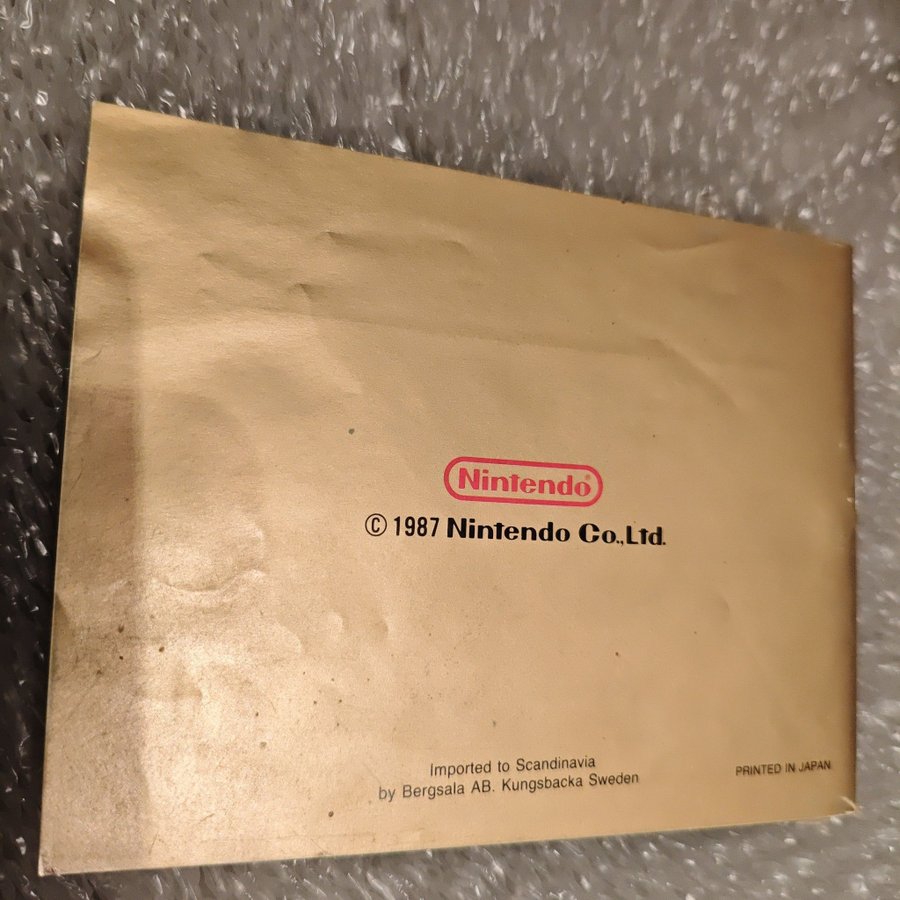 Nintendo®
© 1987 Nintendo Co.,Ltd.
Imported to Scandinavia
by Bergsala AB. Kungsbacka Sweden
PRINTED IN JAPAN